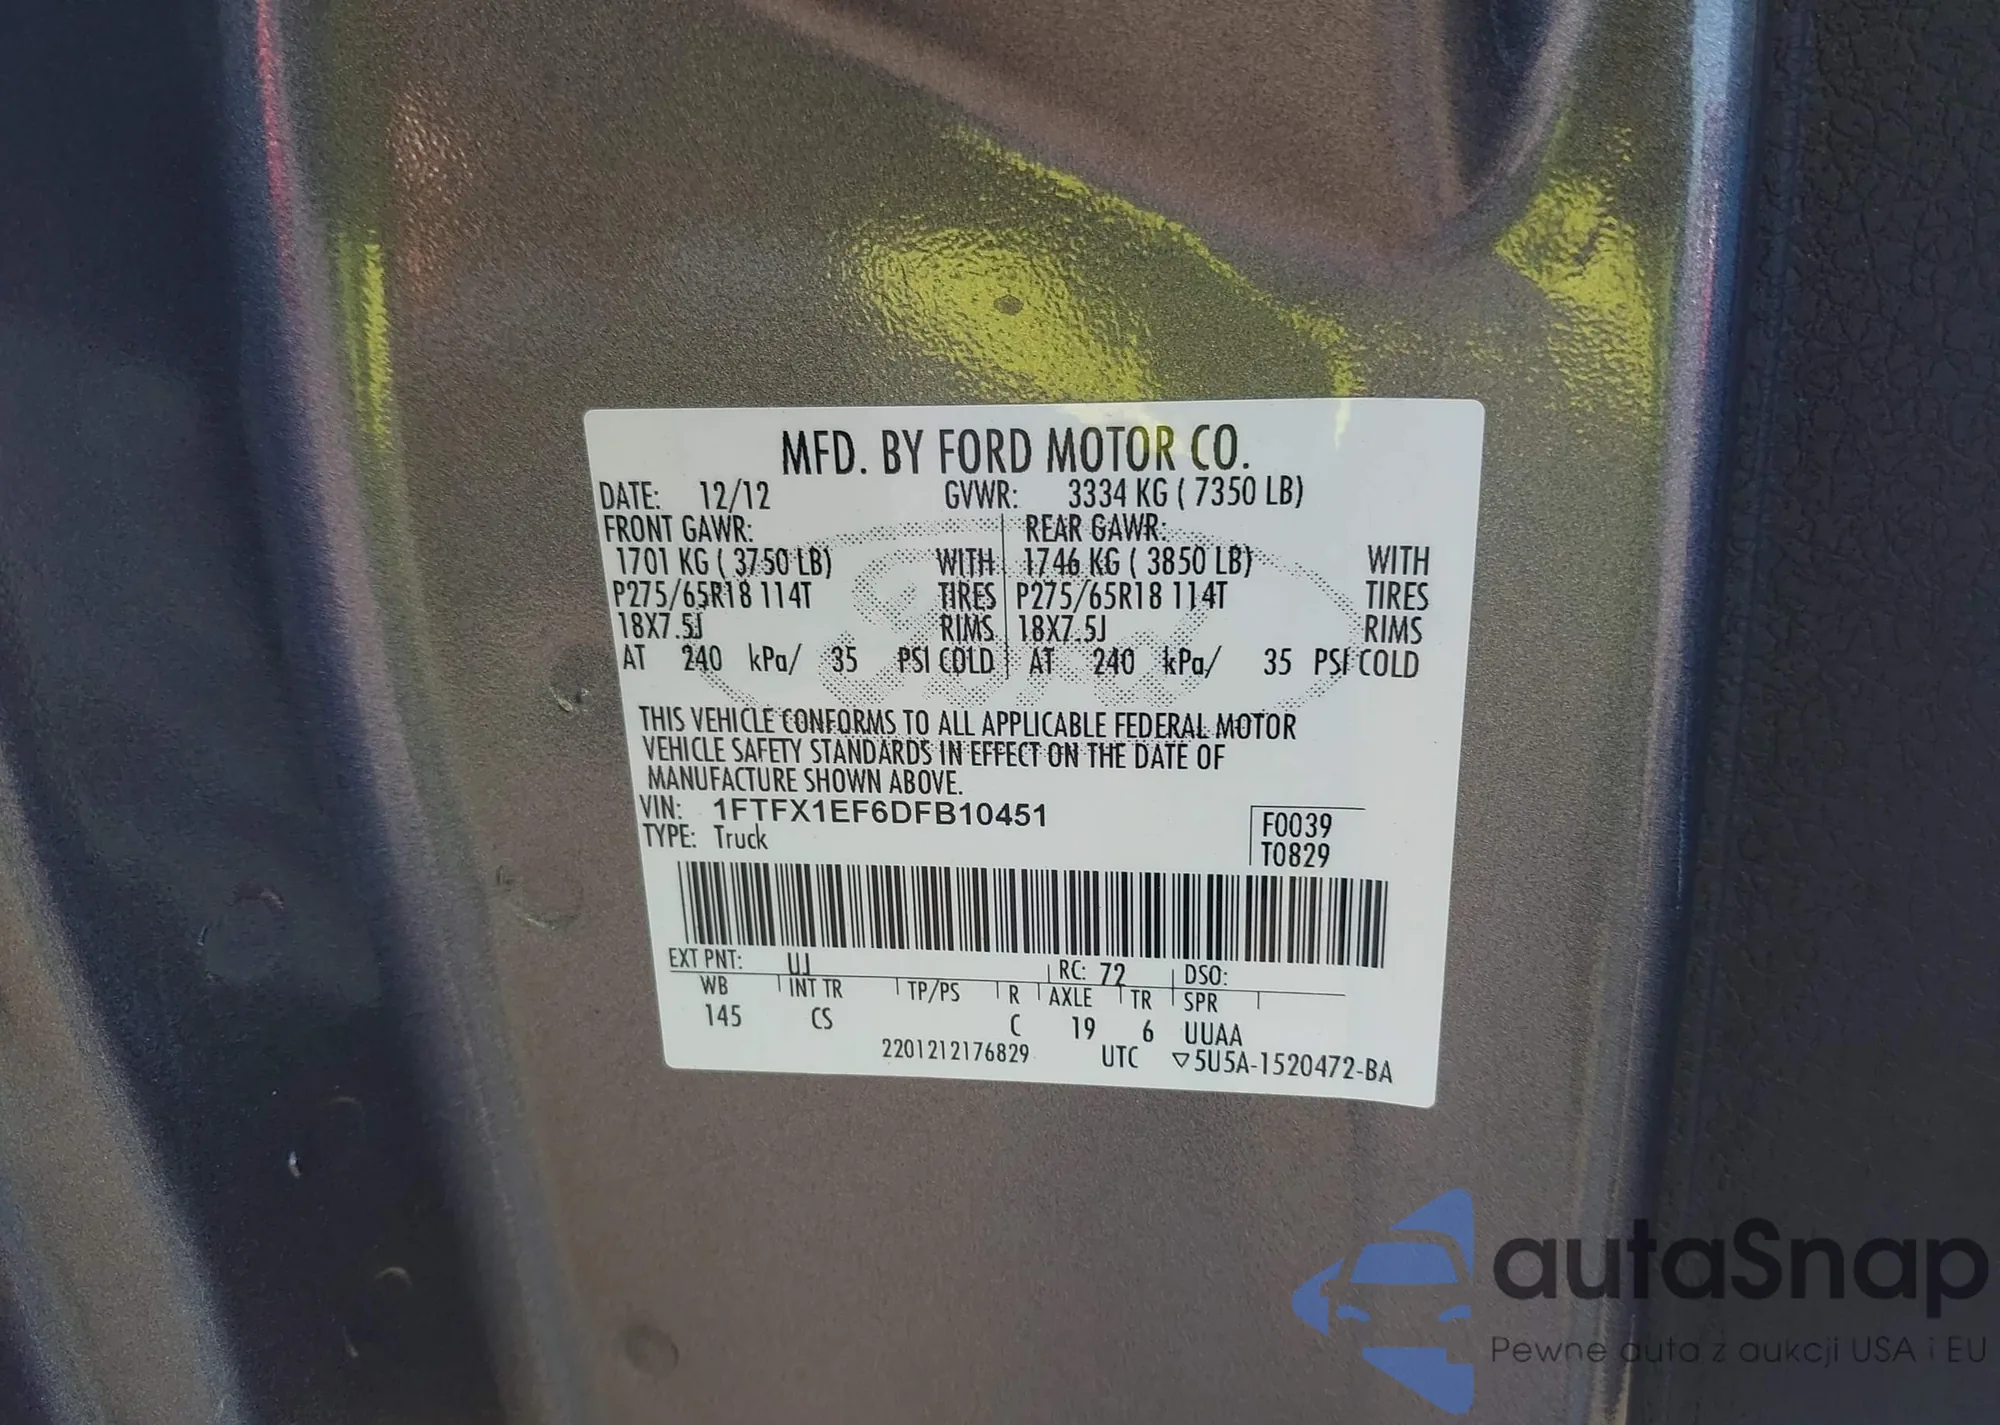 MFD. BY FORD MOTOR CO.
DATE: 12/12 GVWR: 3334 KG ( 7350 LB)
FRONT GAWR: REAR GAWR:
1701 KG ( 3750 LB) WITH 1746 KG ( 3850 LB) WITH
P275/65R18 114T TIRES P275/65R18 114T TIRES
18X7.5J RIMS 18X7.5J RIMS
AT 240 kPa/ 35 PSI COLD AT 240 kPa/ 35 PSI COLD
THIS VEHICLE CONFORMS TO ALL APPLICABLE FEDERAL MOTOR
VEHICLE SAFETY STANDARDS IN EFFECT ON THE DATE OF
MANUFACTURE SHOWN ABOVE.
VIN: 1FTFX1EF6DFB10451
TYPE: Truck
F0039
T0829
EXT PNT: UJ RC: 72 DSO:
WB INT TR TP/PS R AXLE TR SPR
145 CS C 19 6 UUAA
2201212176829 UTC ▽5U5A-1520472-BA
Ford
autaSnap
Pewne auta z aukcji USA i EU